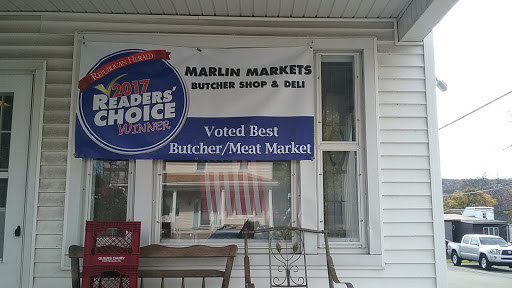 REPUBLICAN HERALD
2017
READERS'
CHOICE
WINNER
MARLIN MARKETS
BUTCHER SHOP & DELI
Voted Best
Butcher/Meat Market